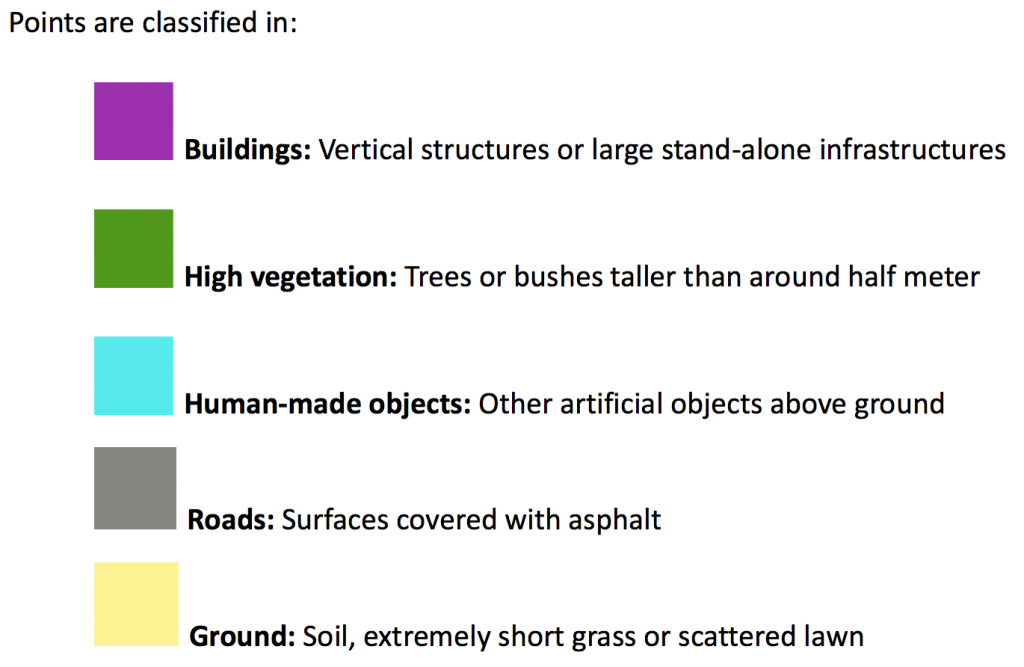 Points are classified in:
Buildings: Vertical structures or large stand-alone infrastructures
High vegetation: Trees or bushes taller than around half meter
Human-made objects: Other artificial objects above ground
Roads: Surfaces covered with asphalt
Ground: Soil, extremely short grass or scattered lawn